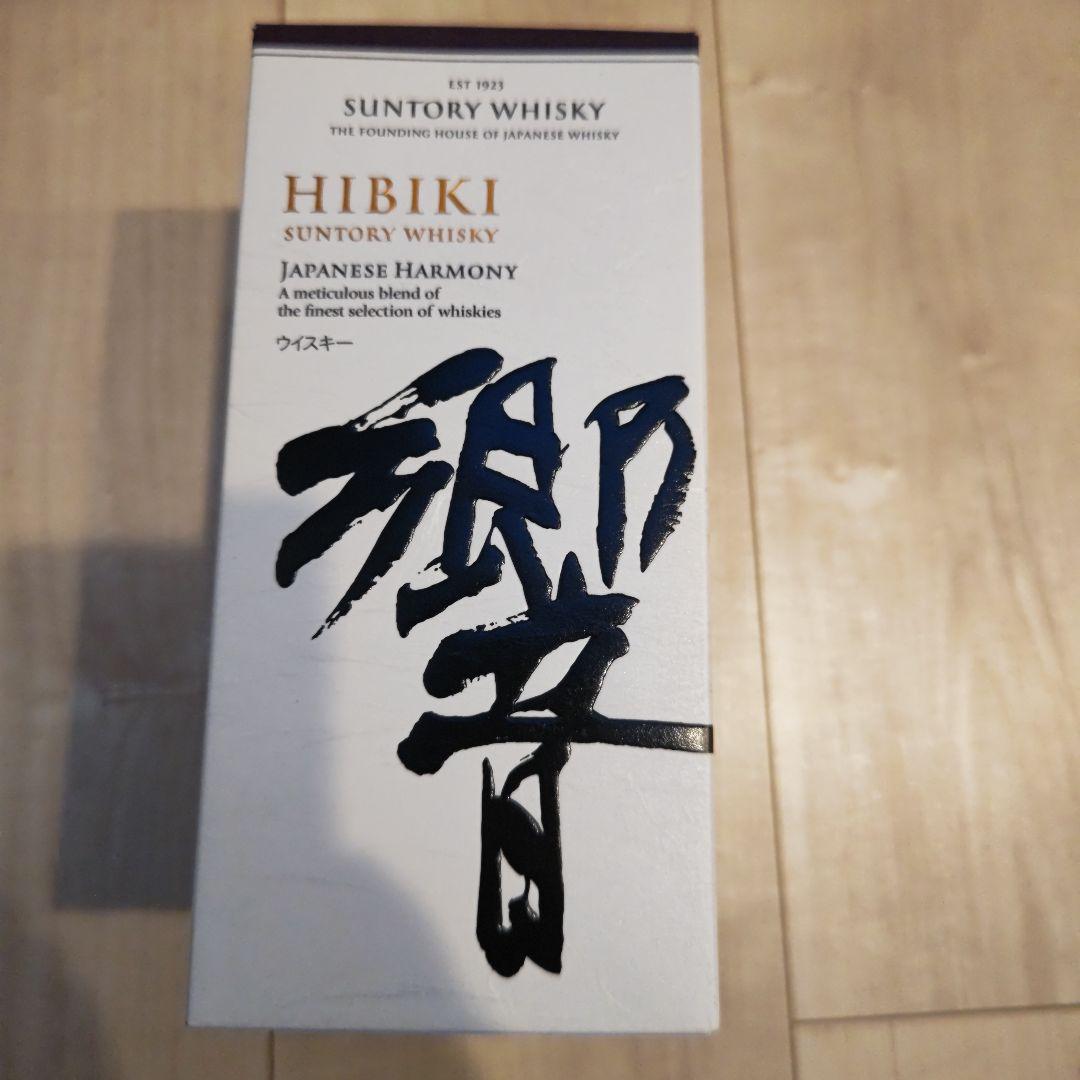 EST 1923
SUNTORY WHISKY
THE FOUNDING HOUSE OF JAPANESE WHISKY
HIBIKI
SUNTORY WHISKY
JAPANESE HARMONY
A meticulous blend of
the finest selection of whiskies
ウイスキー
響